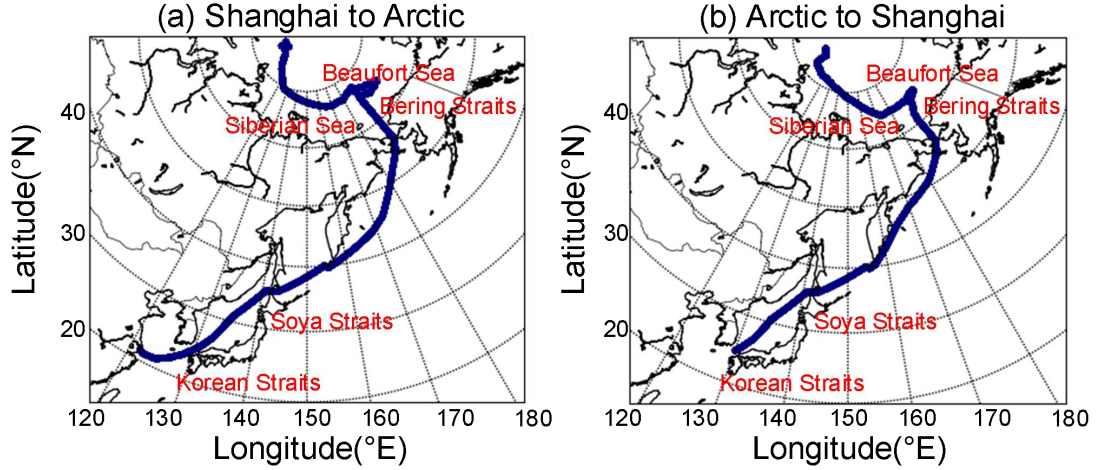 (a) Shanghai to Arctic
Beaufort Sea
Bering Straits
Siberian Sea
Soya Straits
Korean Straits
40
30
20
Latitude(°N)
120 130 140 150 160 170 180
Longitude(°E)
(b) Arctic to Shanghai
Beaufort Sea
Bering Straits
Siberian Sea
Soya Straits
Korean Straits
40
30
20
Latitude(°N)
120 130 140 150 160 170 180
Longitude(°E)